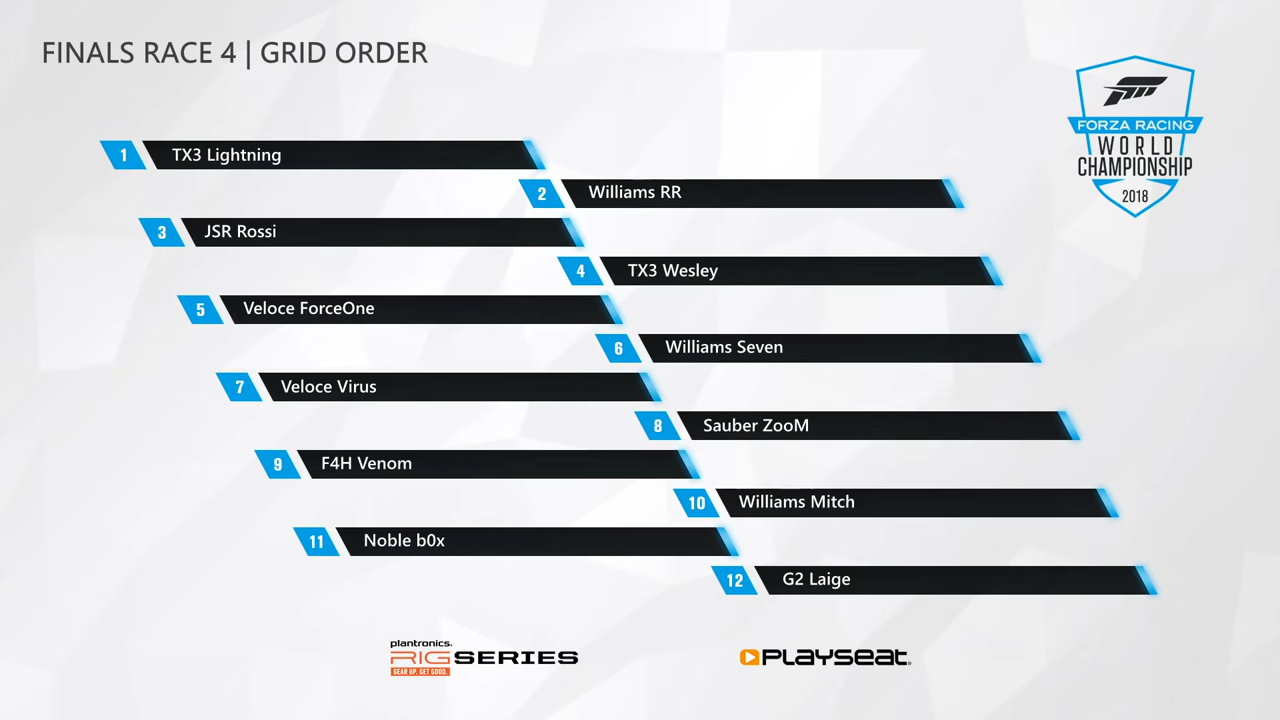 FINALS RACE 4 | GRID ORDER
FORZA RACING
WORLD
CHAMPIONSHIP
2018
1 TX3 Lightning
2 Williams RR
3 JSR Rossi
4 TX3 Wesley
5 Veloce ForceOne
6 Williams Seven
7 Veloce Virus
8 Sauber ZooM
9 F4H Venom
10 Williams Mitch
11 Noble b0x
12 G2 Laige
plantronics.
RIGSERIES
GEAR UP. GET GOOD.
PLAYSEAT®